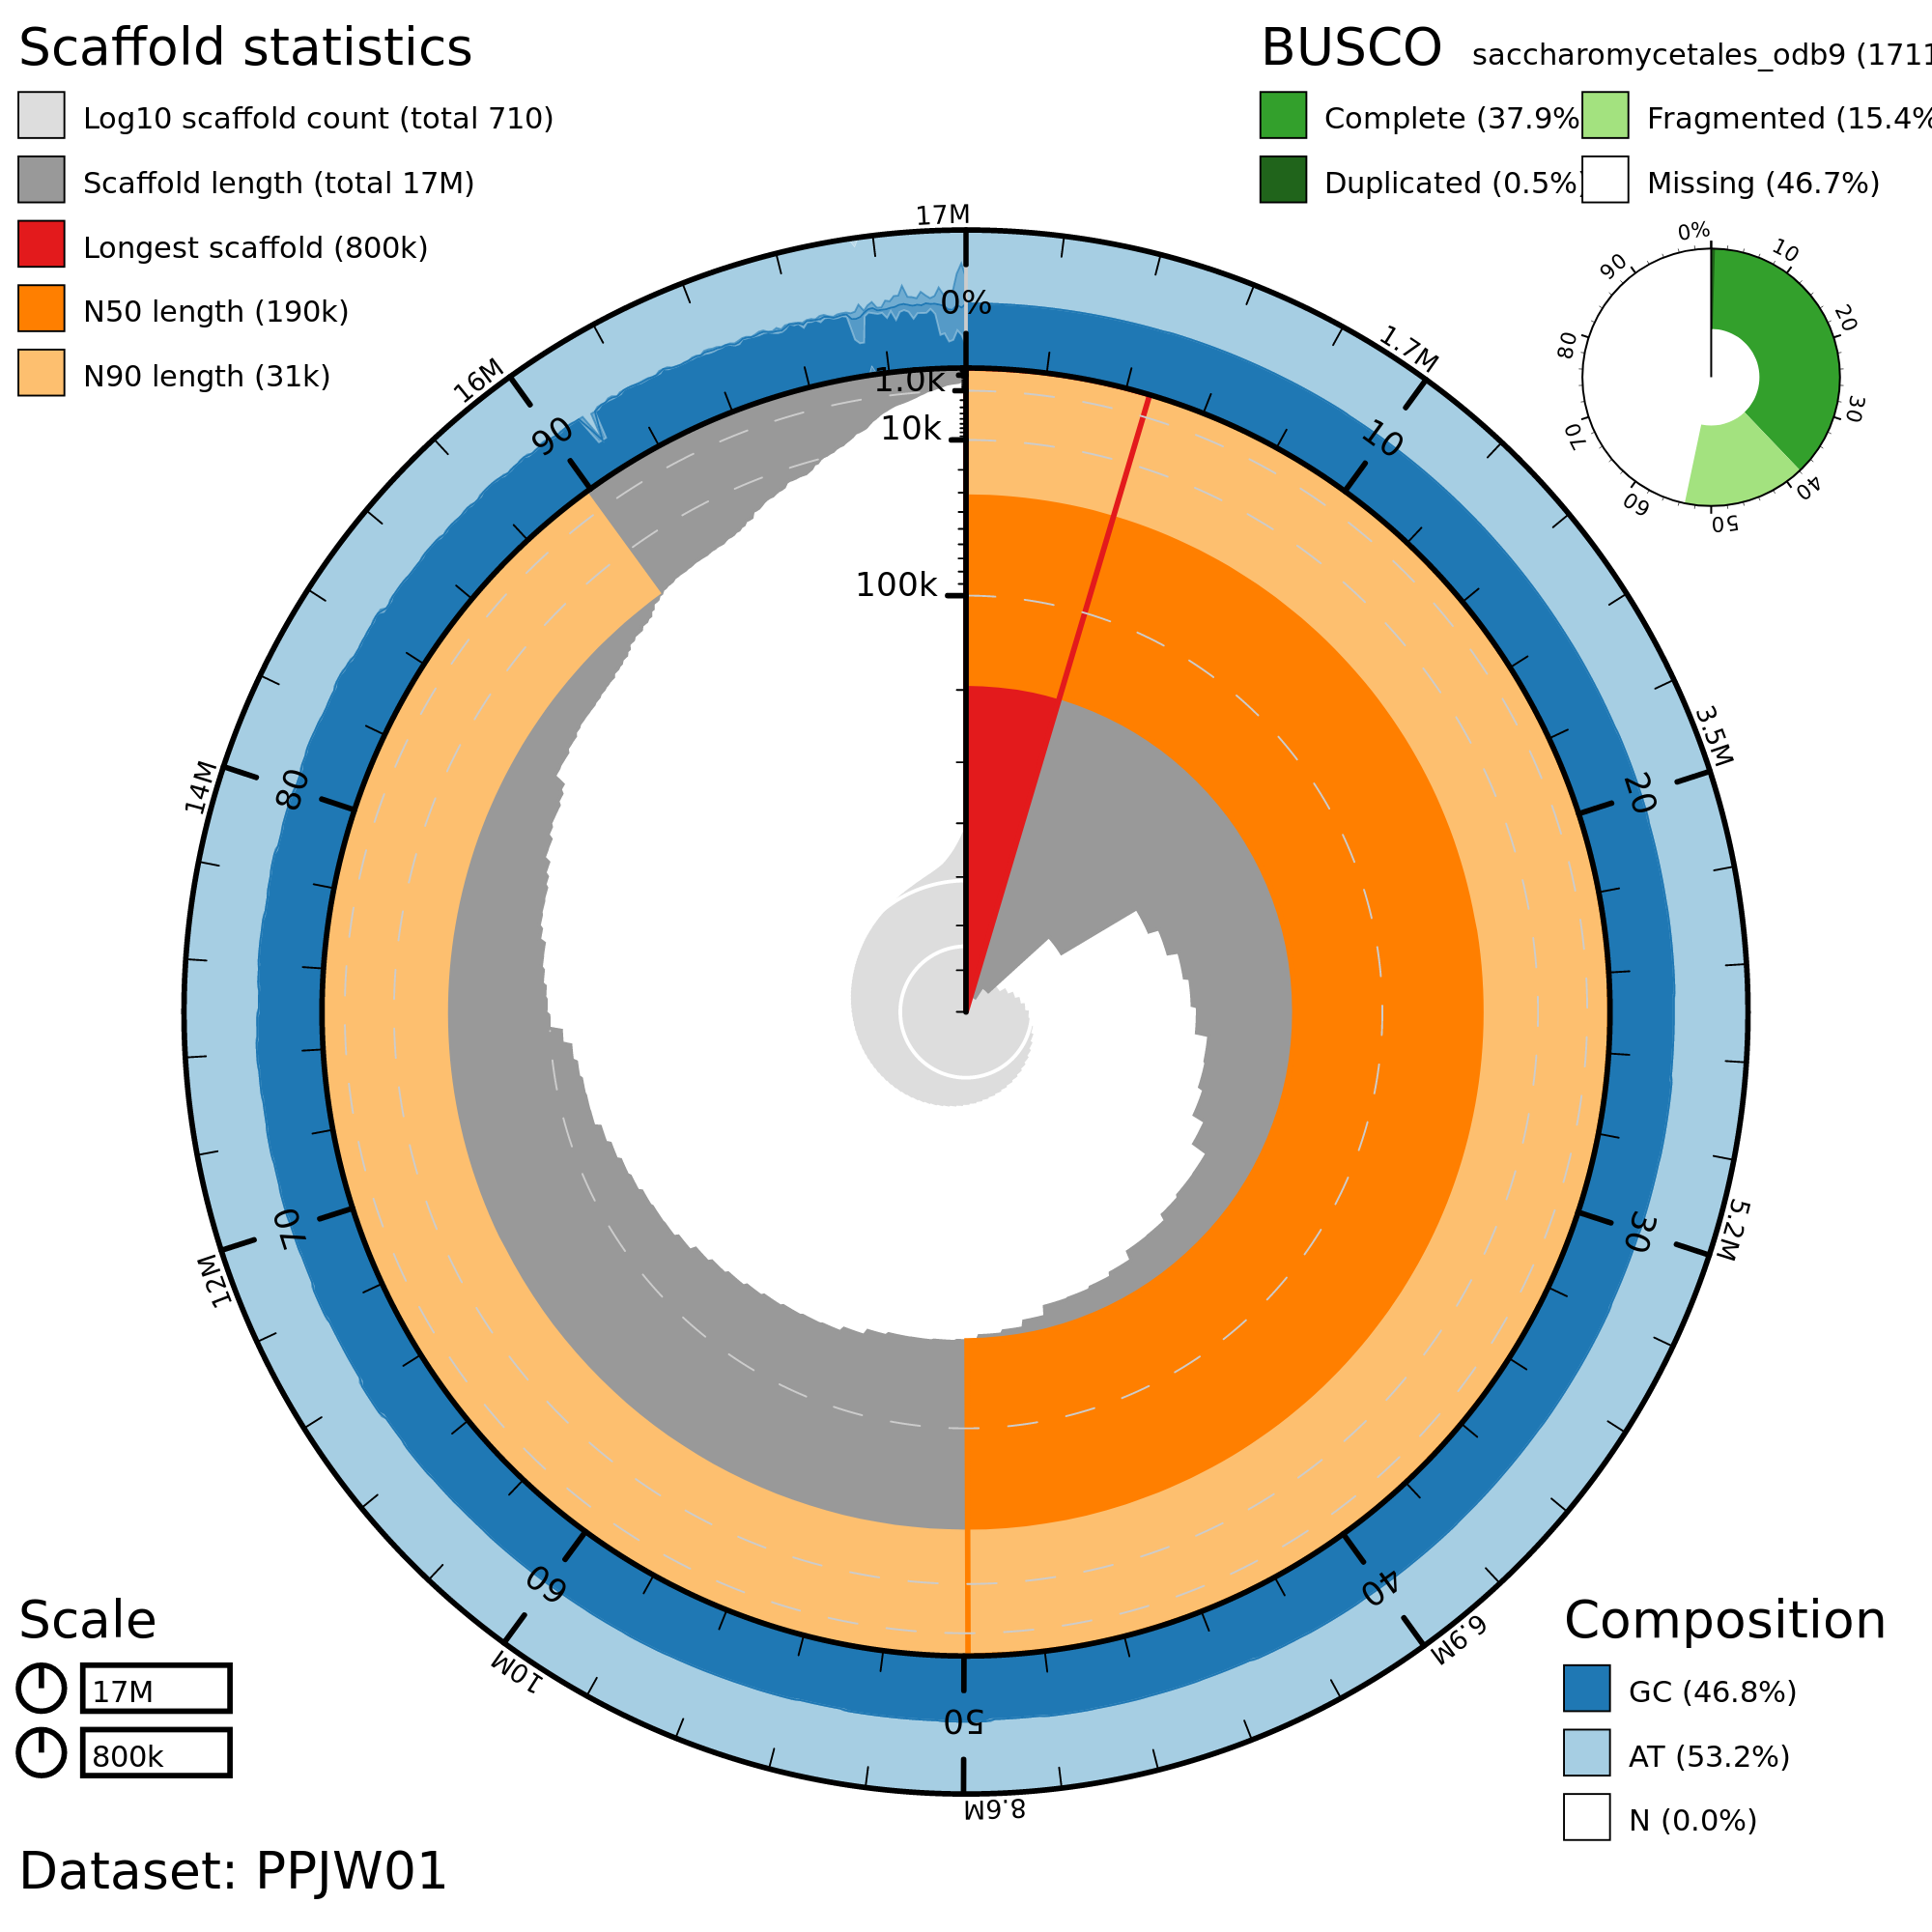 Scaffold statistics
Log10 scaffold count (total 710)
Scaffold length (total 17M)
Longest scaffold (800k)
N50 length (190k)
N90 length (31k)
BUSCO saccharomycetales_odb9 (1711
Complete (37.9%
Fragmented (15.4%
Duplicated (0.5%)
Missing (46.7%)
0%
10
20
30
40
50
60
70
80
90
17M
1.7M
3.5M
5.2M
6.9M
8.6M
10M
12M
14M
16M
0%
10
20
30
40
50
60
70
80
90
1.0k
10k
100k
Scale
17M
800k
Composition
GC (46.8%)
AT (53.2%)
N (0.0%)
Dataset: PPJW01